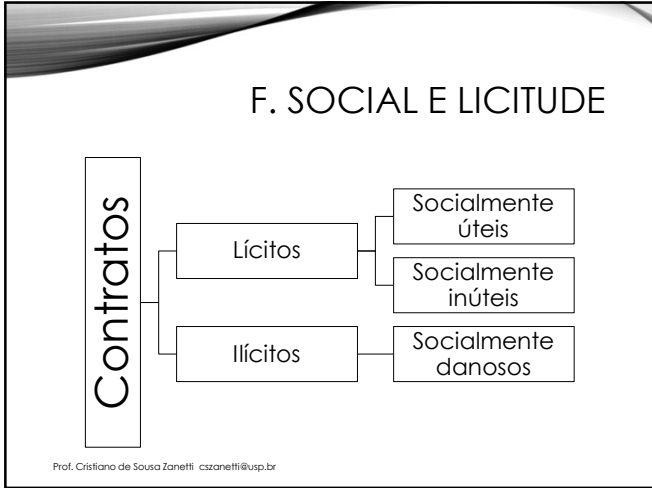 F. SOCIAL E LICITUDE
Contratos
Lícitos
Socialmente
úteis
Socialmente
inúteis
Ilícitos
Socialmente
danosos
Prof. Cristiano de Sousa Zanetti cszanetti@usp.br